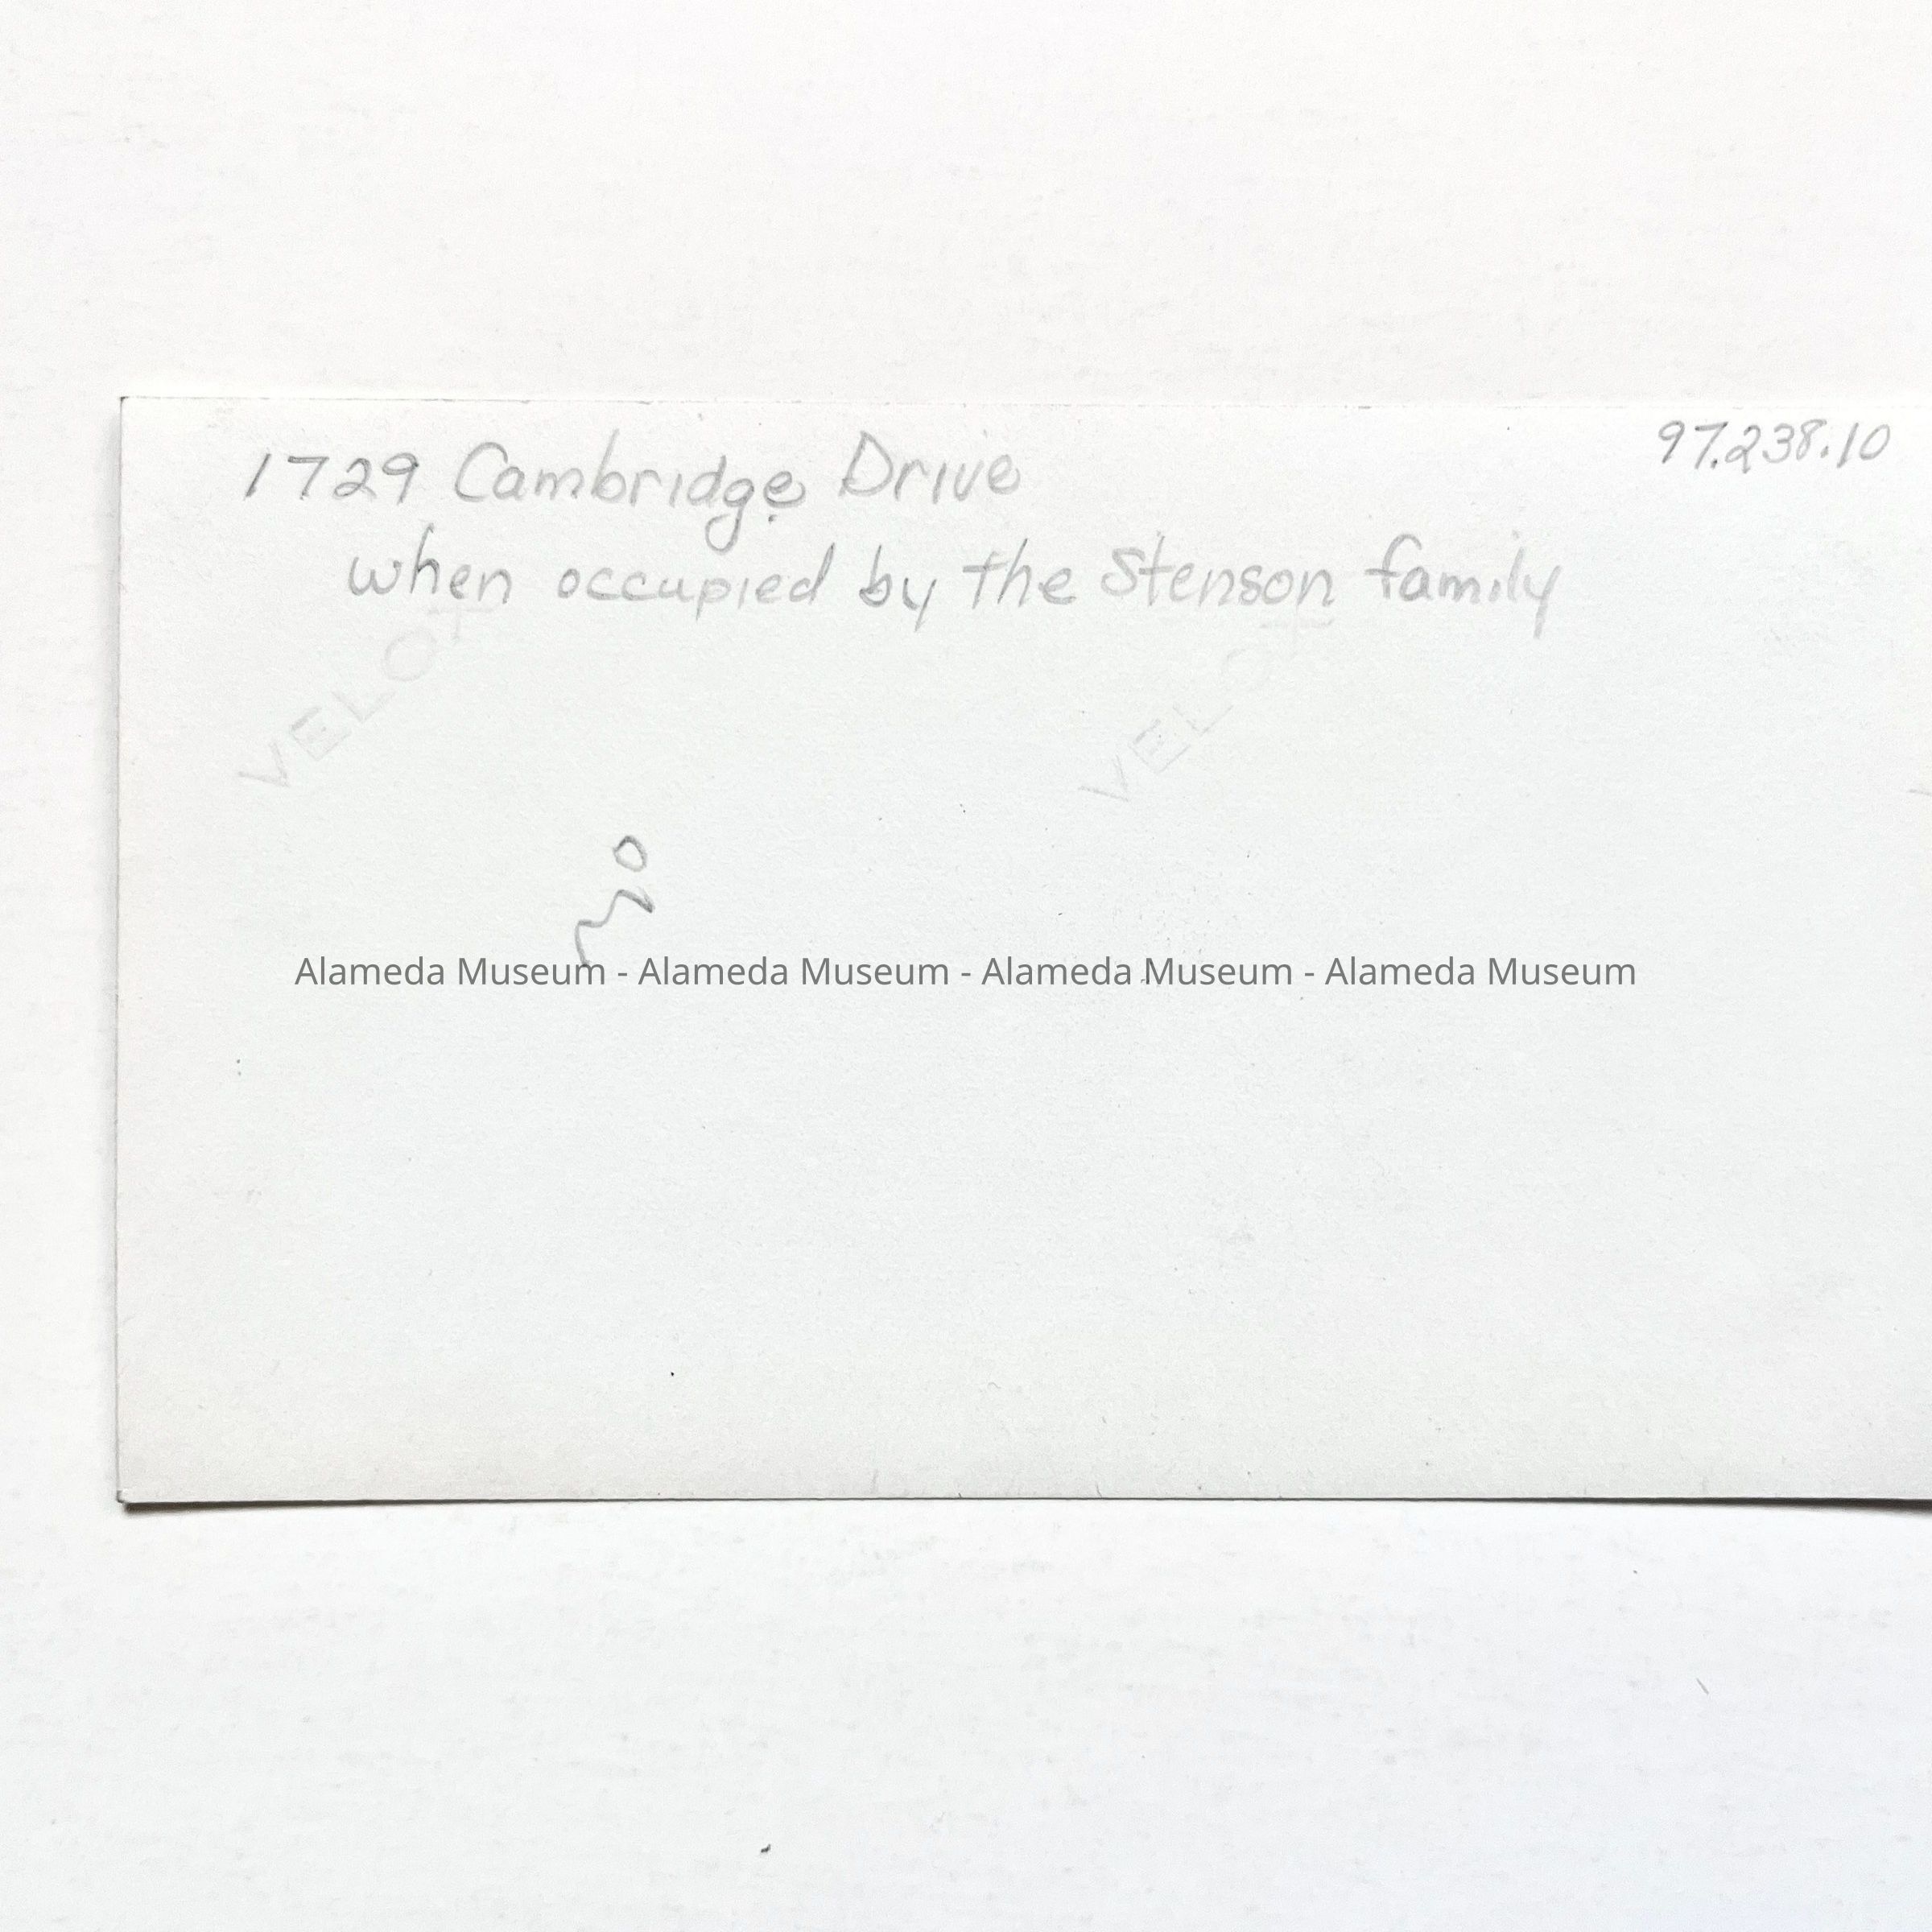 1729 Cambridge Drive
97.238.10
when occupied by the Stenson family
VELOX
VEL
Alameda Museum - Alameda Museum - Alameda Museum - Alameda Museum